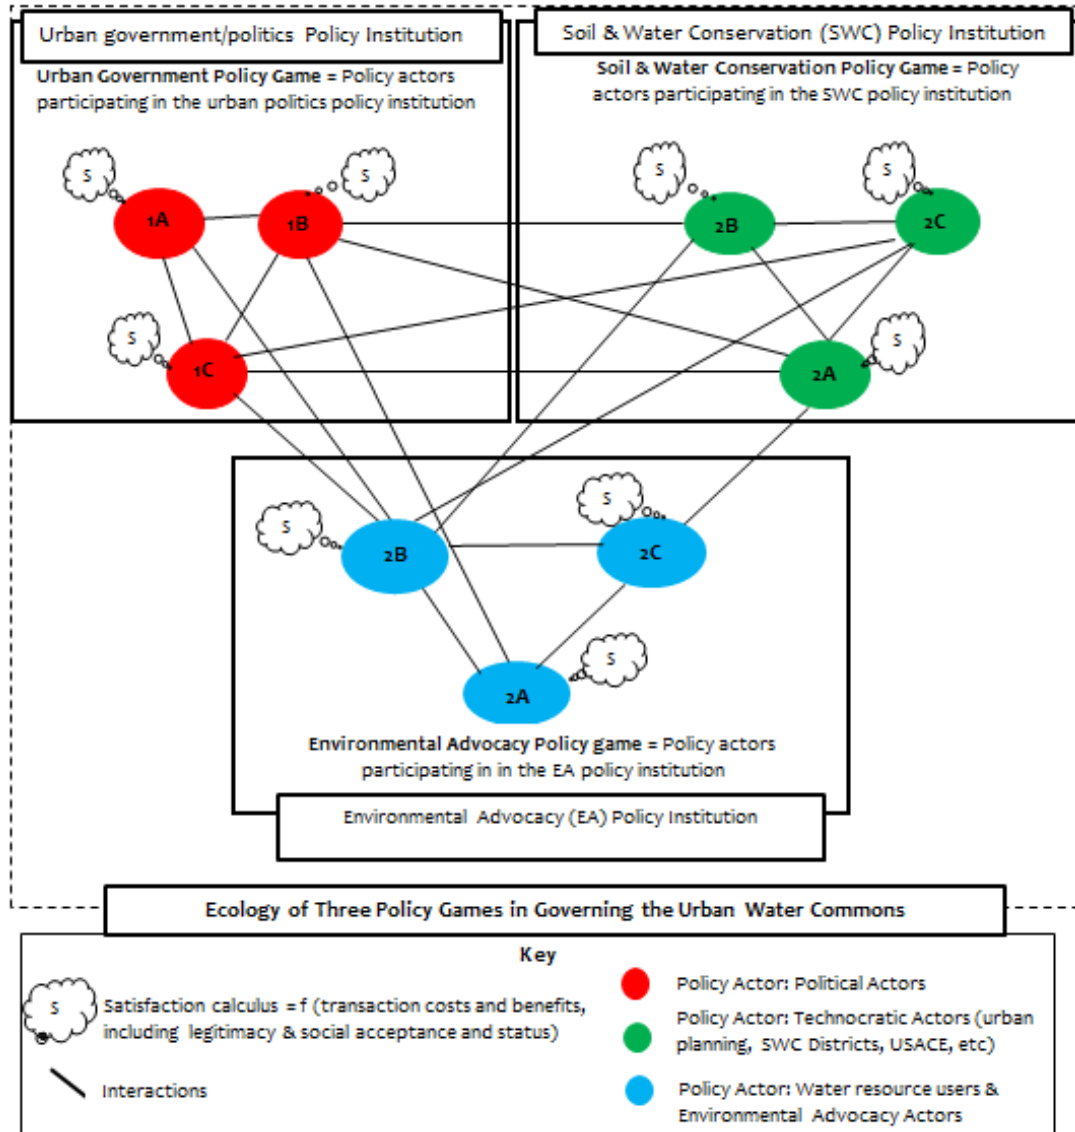 Urban government/politics Policy Institution
Urban Government Policy Game = Policy actors
participating in the urban politics policy institution
S
S
1A
1B
S
1C
Soil & Water Conservation (SWC) Policy Institution
Soil & Water Conservation Policy Game = Policy
actors participating in the SWC policy institution
S
S
2B
2C
S
2A
S
S
2B
2C
S
2A
Environmental Advocacy Policy game = Policy actors
participating in in the EA policy institution
Environmental Advocacy (EA) Policy Institution
Ecology of Three Policy Games in Governing the Urban Water Commons
Key
S
Satisfaction calculus = f (transaction costs and benefits,
including legitimacy & social acceptance and status)
Interactions
Policy Actor: Political Actors
Policy Actor: Technocratic Actors (urban
planning, SWC Districts, USACE, etc)
Policy Actor: Water resource users &
Environmental Advocacy Actors